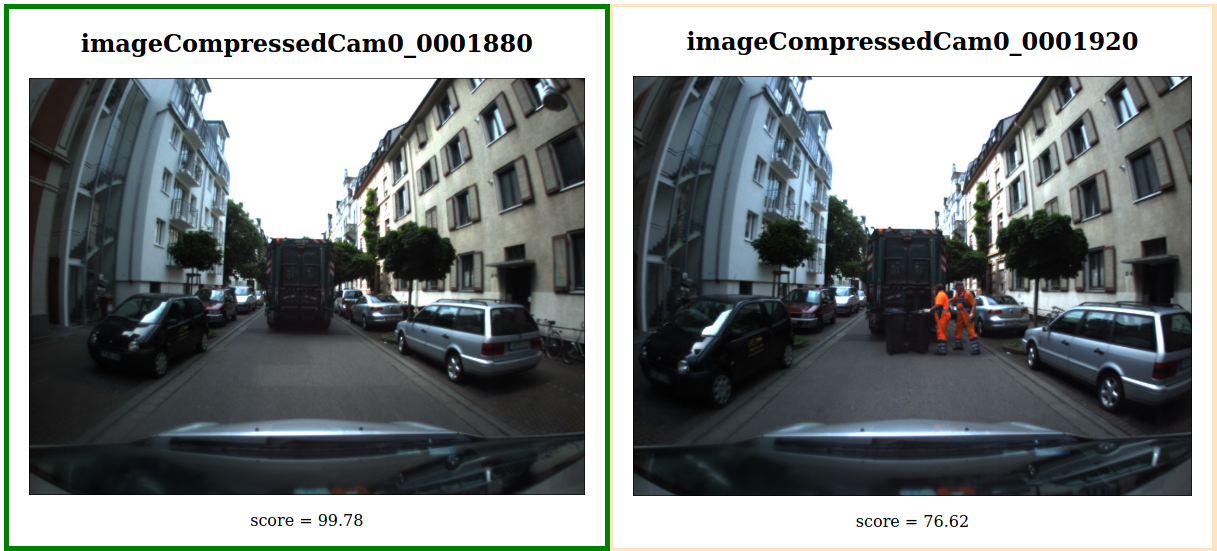 imageCompressedCam0_0001880
imageCompressedCam0_0001920
score = 99.78
score = 76.62